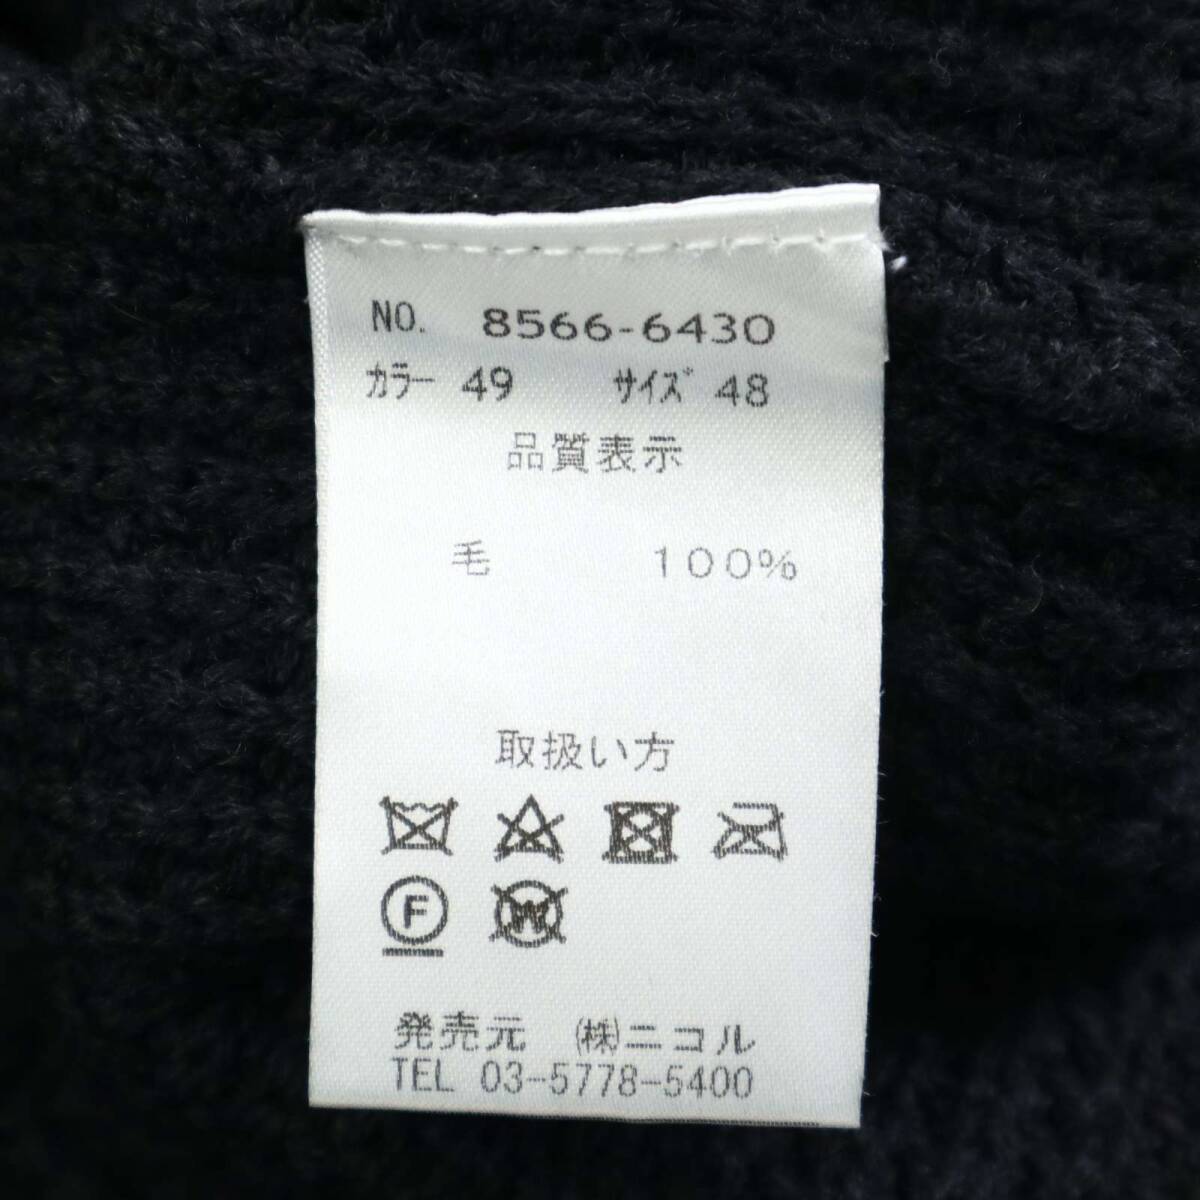 NO. 8566-6430
ｶﾗｰ 49 ｻｲｽﾞ 48
品質表示
毛 100%
取扱い方
F W
発売元 ㈱ニコル
TEL 03-5778-5400